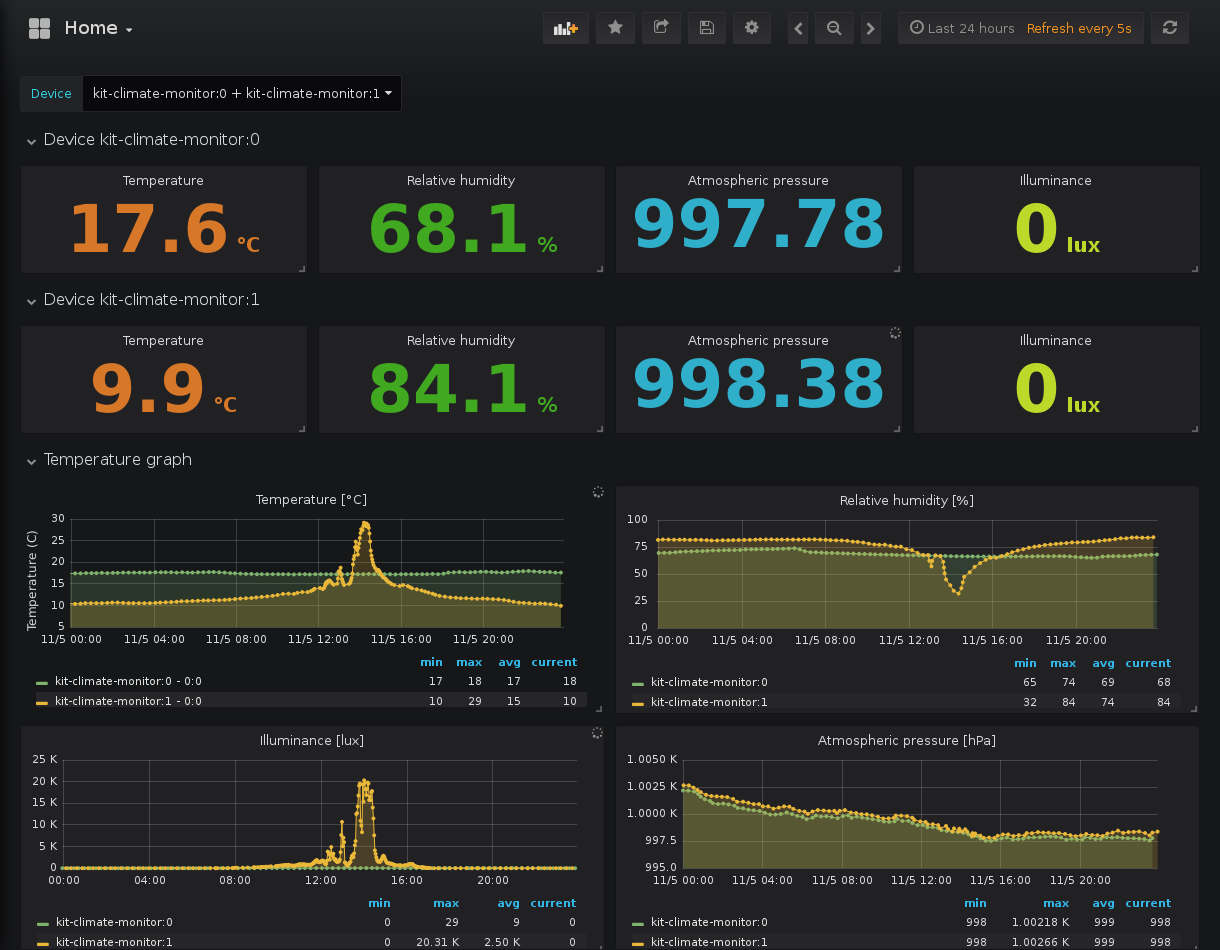 Home
Last 24 hours Refresh every 5s
Device kit-climate-monitor:0 + kit-climate-monitor:1
Device kit-climate-monitor:0
Temperature Relative humidity Atmospheric pressure Illuminance
17.6 °C 68.1 % 997.78 0 lux
Device kit-climate-monitor:1
Temperature Relative humidity Atmospheric pressure Illuminance
9.9 °C 84.1 % 998.38 0 lux
Temperature graph
Temperature [°C]
Temperature (C)
30
25
20
15
10
5
11/5 00:00 11/5 04:00 11/5 08:00 11/5 12:00 11/5 16:00 11/5 20:00
min max avg current
kit-climate-monitor:0 - 0:0 17 18 17 18
kit-climate-monitor:1 - 0:0 10 29 15 10
Relative humidity [%]
100
75
50
25
0
11/5 00:00 11/5 04:00 11/5 08:00 11/5 12:00 11/5 16:00 11/5 20:00
min max avg current
kit-climate-monitor:0 65 74 69 68
kit-climate-monitor:1 32 84 74 84
Illuminance [lux]
25 K
20 K
15 K
10 K
5 K
0
00:00 04:00 08:00 12:00 16:00 20:00
min max avg current
kit-climate-monitor:0 0 29 9 0
kit-climate-monitor:1 0 20.31 K 2.50 K 0
Atmospheric pressure [hPa]
1.0050 K
1.0025 K
1.0000 K
997.5
995.0
11/5 00:00 11/5 04:00 11/5 08:00 11/5 12:00 11/5 16:00 11/5 20:00
min max avg current
kit-climate-monitor:0 998 1.00218 K 999 998
kit-climate-monitor:1 998 1.00266 K 999 998